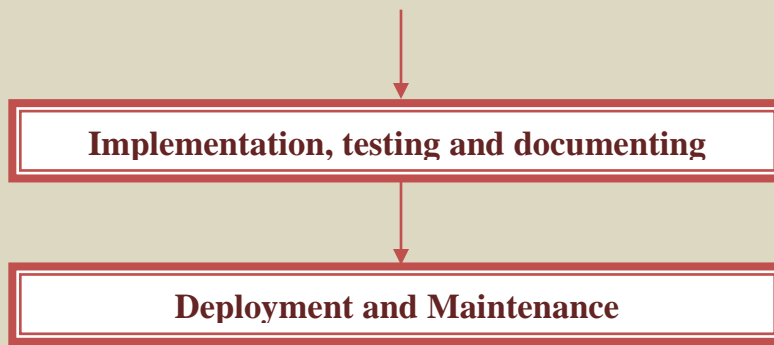 Implementation, testing and documenting
Deployment and Maintenance